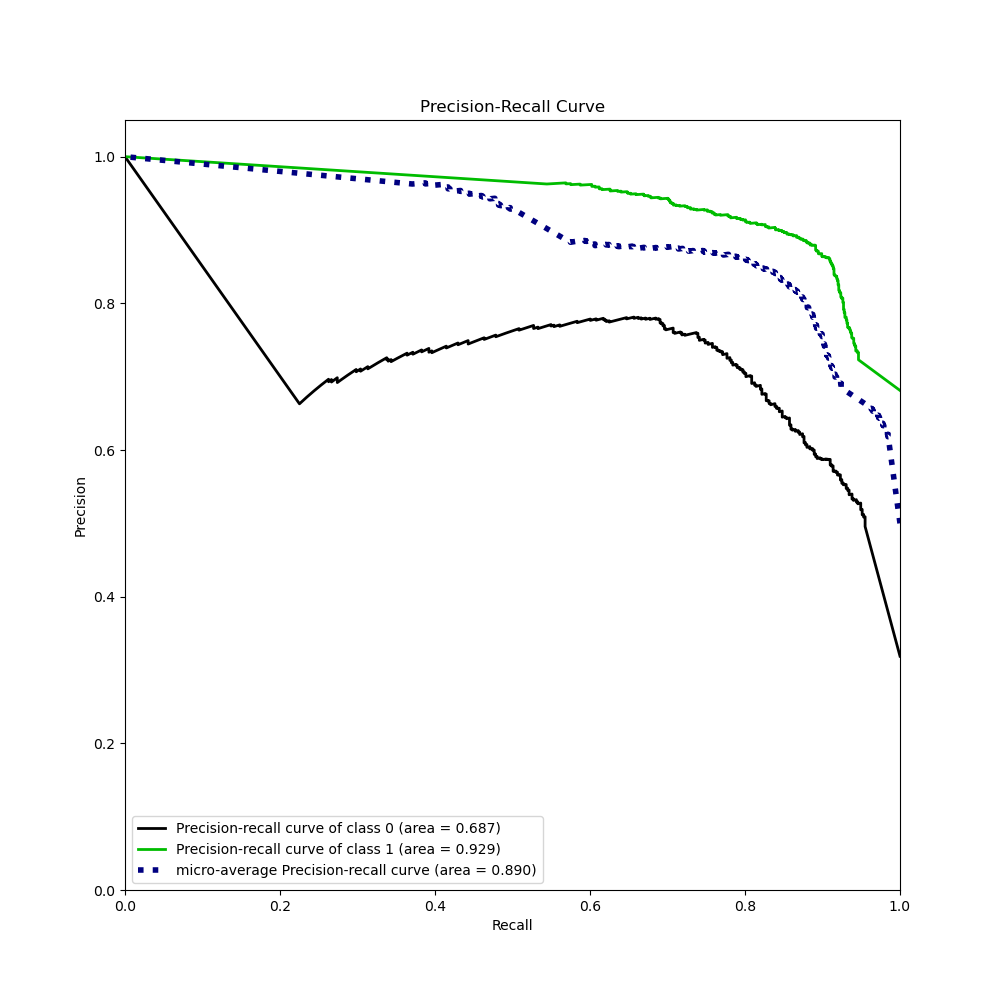 Precision-Recall Curve
1.0
0.8
0.6
0.4
0.2
0.0
Precision
Precision-recall curve of class 0 (area = 0.687)
Precision-recall curve of class 1 (area = 0.929)
micro-average Precision-recall curve (area = 0.890)
0.0 0.2 0.4 0.6 0.8 1.0
Recall